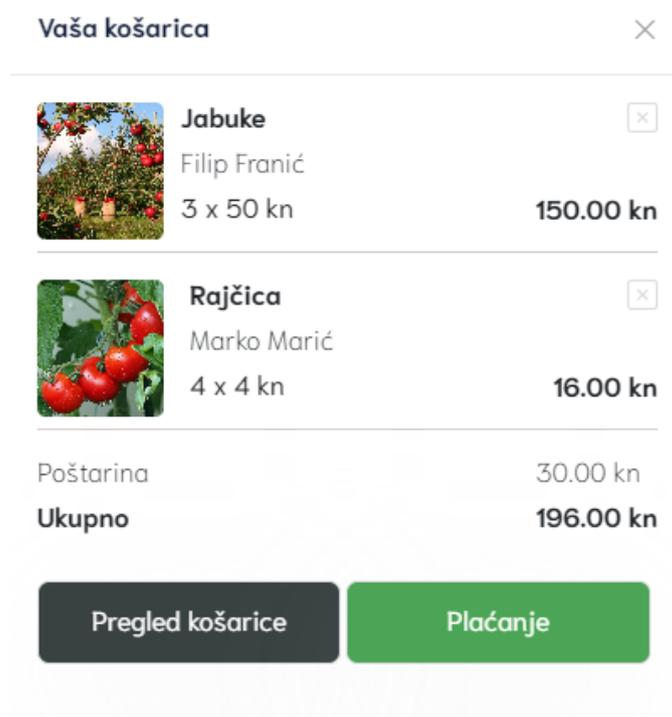 Vaša košarica
Jabuke
Filip Franić
3 x 50 kn 150.00 kn
Rajčica
Marko Marić
4 x 4 kn 16.00 kn
Poštarina 30.00 kn
Ukupno 196.00 kn
Pregled košarice Plaćanje